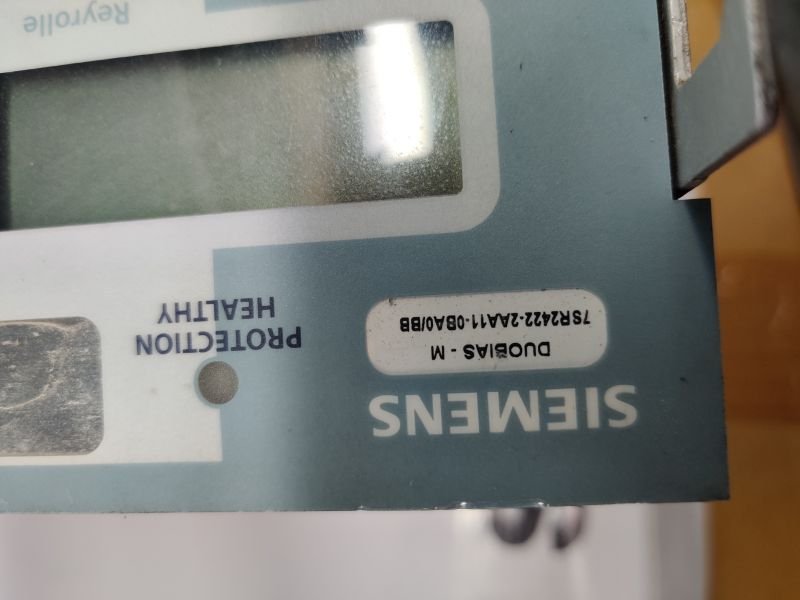 SIEMENS
DUOBIAS - M
7SR2422-2AA11-0BA0/BB
PROTECTION
HEALTHY
Reyrolle